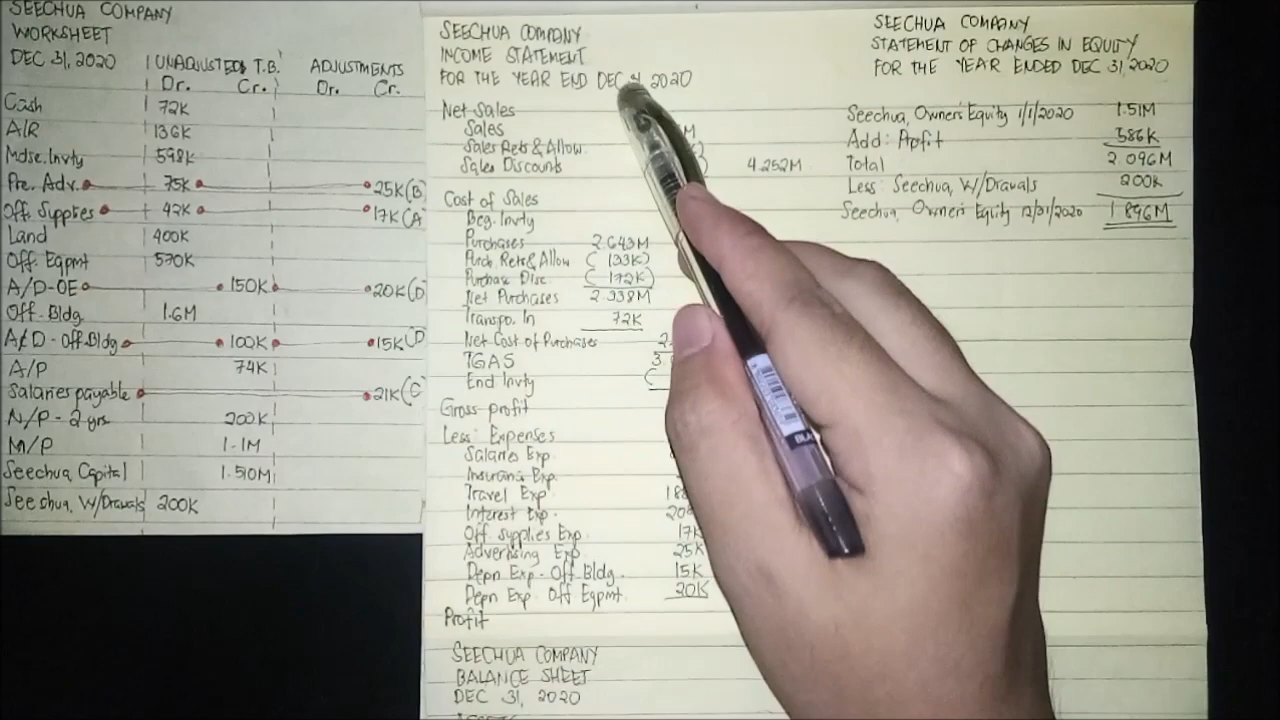 SEECHUA COMPANY
WORKSHEET
DEC 31, 2020
UNADJUSTED T.B. ADJUSTMENTS
Dr. Cr. Dr. Cr.
Cash 72K
A/R 136K
Mdse. Invty 598K
Pre. Adv. 75K 25K (B)
Off. Supplies 42K 17K (A
Land 400K
Off. Eqpmt 570K
A/D-OE 150K 20K (D
Off. Bldg 1.6M
A/D - Off. Bldg 100K 15K (D
A/P 74K
Salaries payable 21K (C
N/P - 2 yrs 200K
M/P 1.1M
Seechua, Capital 1.510M
Seechua, W/Drawals 200K
SEECHUA COMPANY
INCOME STATEMENT
FOR THE YEAR END DEC 2020
Net Sales
Sales M
Sales Rets & Allow. )
Sales Discounts ) 4.252M
Cost of Sales
Beg. Invty
Purchases 2.643M
Purch. Rets & Allow (133K)
Purchase Disc. (172K)
Net Purchases 2.338M
Transpo. In 72K
Net Cost of Purchases 2.
TGAS 3
End Invty (
Gross profit
Less: Expenses
Salaries Exp.
Insurance Exp.
Travel Exp
Interest Exp.
Off. Supplies Exp. 17K
Advertising Exp. 25K
Depn Exp - Off. Bldg. 15K
Depn Exp. Off Eqpmt. 20K
Profit
SEECHUA COMPANY
BALANCE SHEET
DEC 31, 2020
SEECHUA COMPANY
STATEMENT OF CHANGES IN EQUITY
FOR THE YEAR ENDED DEC 31, 2020
Seechua, Owner's Equity 1/1/2020 1.51M
Add: Profit 586K
Total 2.096M
Less: Seechua, W/Drawals 200K
Seechua, Owner's Equity 12/31/2020 1.896M